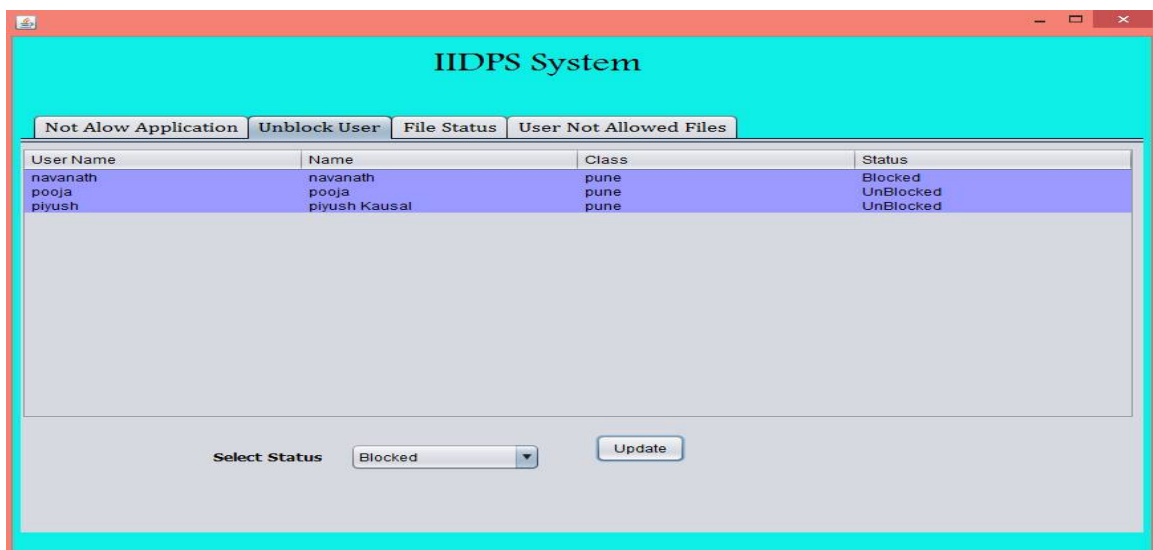 IIDPS System
Not Alow Application Unblock User File Status User Not Allowed Files
User Name Name Class Status
navanath navanath pune Blocked
pooja pooja pune UnBlocked
piyush piyush Kausal pune UnBlocked
Select Status Blocked Update